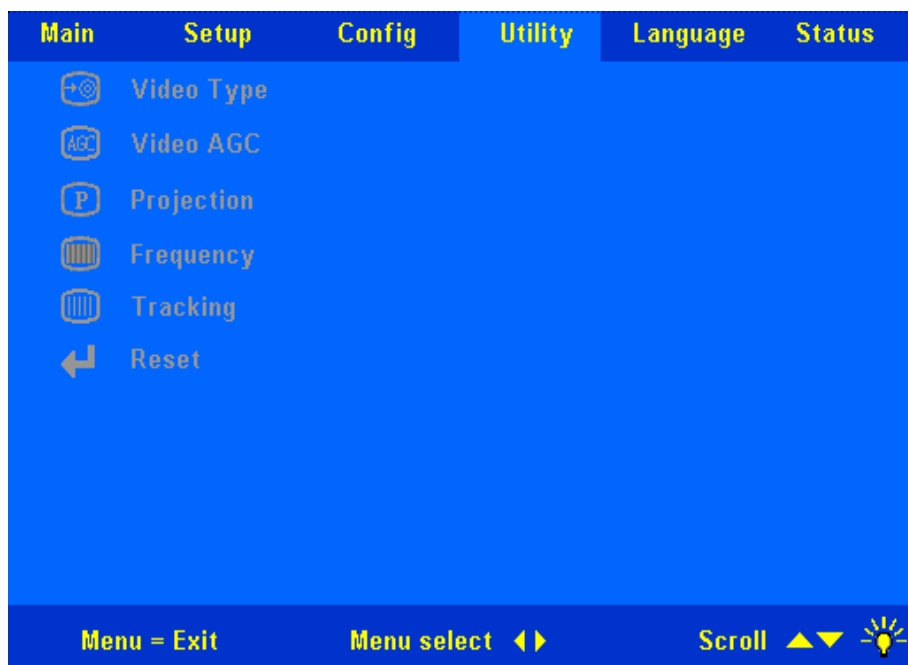 Main Setup Config Utility Language Status
Video Type
AGC Video AGC
P Projection
Frequency
Tracking
Reset
Menu = Exit Menu select Scroll